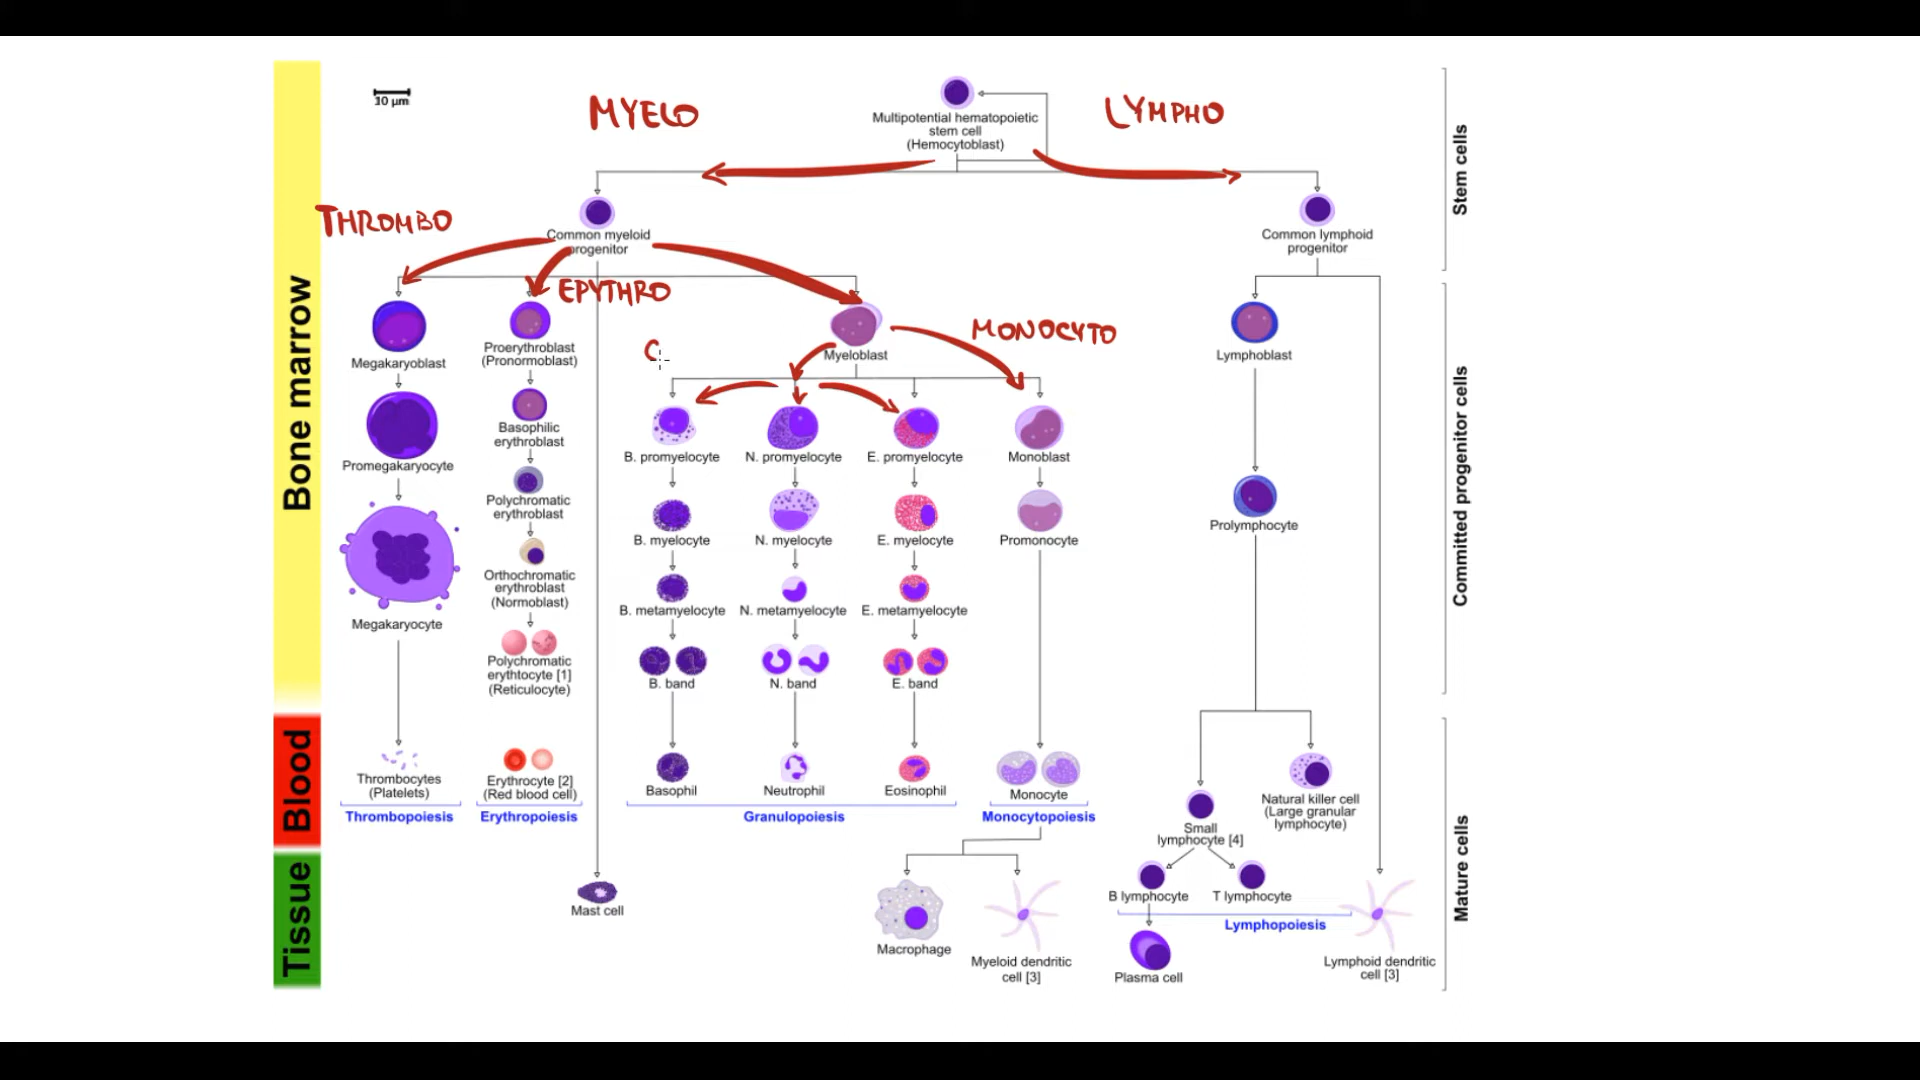 10 µm
MYELO
LYMPHO
Multipotential hematopoietic
stem cell
(Hemocytoblast)
THROMBO
Common myeloid
progenitor
Common lymphoid
progenitor
EPYTHRO
MONOCYTO
Megakaryoblast
Proerythroblast
(Pronormoblast)
Myeloblast
Lymphoblast
Basophilic
erythroblast
Promegakaryocyte
B. promyelocyte
N. promyelocyte
E. promyelocyte
Monoblast
Polychromatic
erythroblast
B. myelocyte
N. myelocyte
E. myelocyte
Promonocyte
Prolymphocyte
Orthochromatic
erythroblast
(Normoblast)
Megakaryocyte
B. metamyelocyte
N. metamyelocyte
E. metamyelocyte
Polychromatic
erythtocyte [1]
(Reticulocyte)
B. band
N. band
E. band
Thrombocytes
(Platelets)
Thrombopoiesis
Erythrocyte [2]
(Red blood cell)
Erythropoiesis
Basophil
Neutrophil
Eosinophil
Granulopoiesis
Monocyte
Monocytopoiesis
Natural killer cell
(Large granular
lymphocyte)
Small
lymphocyte [4]
B lymphocyte
T lymphocyte
Lymphopoiesis
Mast cell
Macrophage
Myeloid dendritic
cell [3]
Plasma cell
Lymphoid dendritic
cell [3]
Bone marrow
Blood
Tissue
Stem cells
Committed progenitor cells
Mature cells